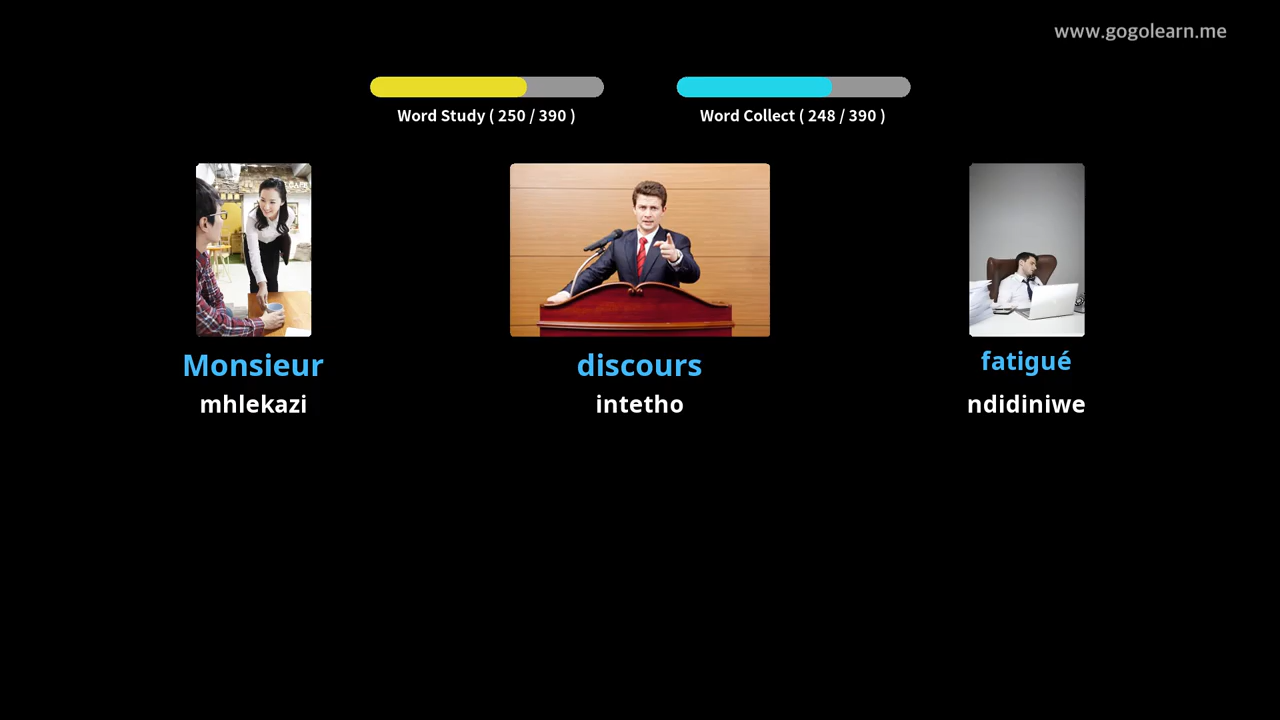 www.gogolearn.me
Word Study ( 250 / 390 )
Word Collect ( 248 / 390 )
Monsieur
mhlekazi
discours
intetho
fatigué
ndidiniwe